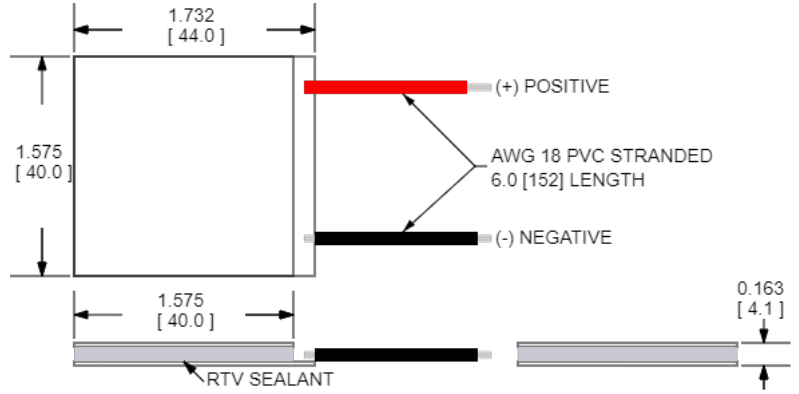 1.732
[ 44.0 ]
(+) POSITIVE
1.575
[ 40.0 ]
AWG 18 PVC STRANDED
6.0 [152] LENGTH
(-) NEGATIVE
1.575
[ 40.0 ]
0.163
[ 4.1 ]
RTV SEALANT